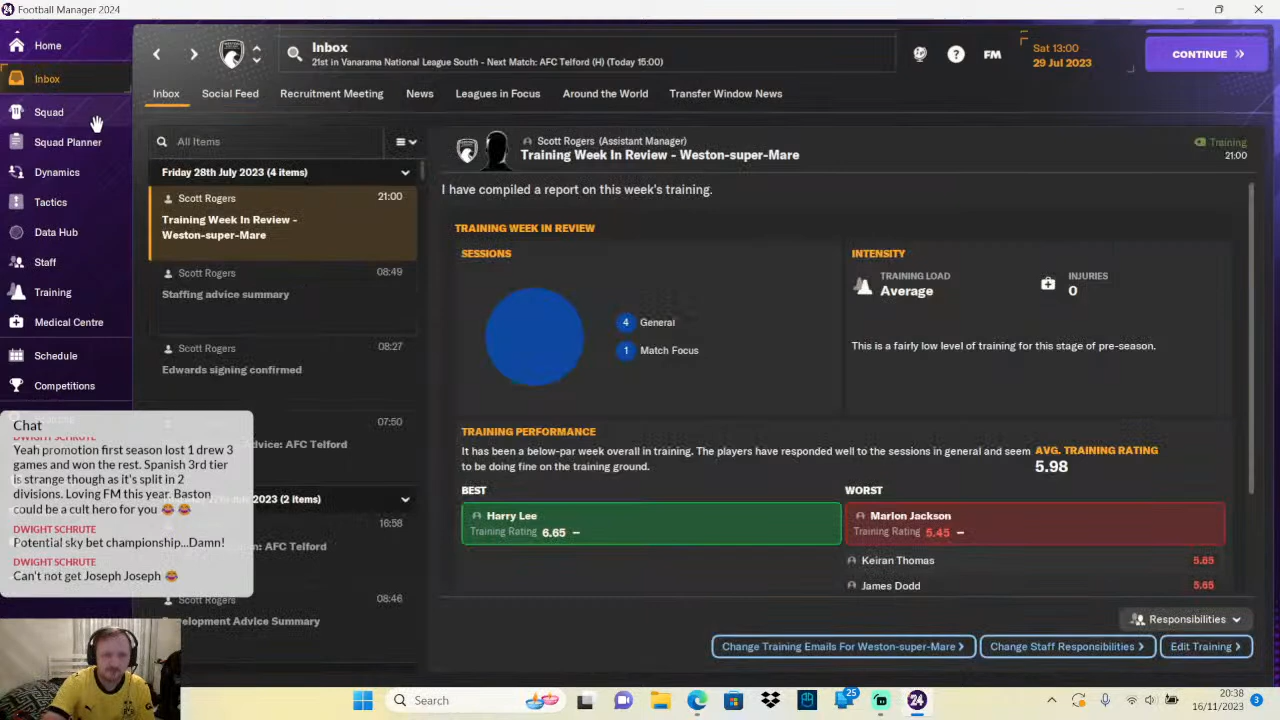 Football Manager 2024
Home
Inbox
Squad
Squad Planner
Dynamics
Tactics
Data Hub
Staff
Training
Medical Centre
Schedule
Competitions
Inbox
21st in Vanarama National League South - Next Match: AFC Telford (H) (Today 15:00)
FM
Sat 13:00
29 Jul 2023
CONTINUE
Inbox
Social Feed
Recruitment Meeting
News
Leagues in Focus
Around the World
Transfer Window News
All Items
Friday 28th July 2023 (4 items)
Scott Rogers
21:00
Training Week In Review -
Weston-super-Mare
Scott Rogers
08:49
Staffing advice summary
Scott Rogers
08:27
Edwards signing confirmed
07:50
Advice: AFC Telford
2023 (2 items)
16:58
AFC Telford
Scott Rogers
08:46
elopment Advice Summary
Scott Rogers (Assistant Manager)
Training Week In Review - Weston-super-Mare
Training
21:00
I have compiled a report on this week's training.
TRAINING WEEK IN REVIEW
SESSIONS
4 General
1 Match Focus
INTENSITY
TRAINING LOAD
Average
INJURIES
0
This is a fairly low level of training for this stage of pre-season.
TRAINING PERFORMANCE
It has been a below-par week overall in training. The players have responded well to the sessions in general and seem
to be doing fine on the training ground.
AVG. TRAINING RATING
5.98
BEST
Harry Lee
Training Rating 6.65 –
WORST
Marlon Jackson
Training Rating 5.45 –
Keiran Thomas 5.65
James Dodd 5.65
Responsibilities
Change Training Emails For Weston-super-Mare
Change Staff Responsibilities
Edit Training
Chat
DWIGHT SCHRUTE
Yeah promotion first season lost 1 drew 3
games and won the rest. Spanish 3rd tier
is strange though as it's split in 2
divisions. Loving FM this year. Baston
could be a cult hero for you 😂 😂
DWIGHT SCHRUTE
Potential sky bet championship...Damn!
DWIGHT SCHRUTE
Can't not get Joseph Joseph 😂
Search
25
24
20:38
16/11/2023
3